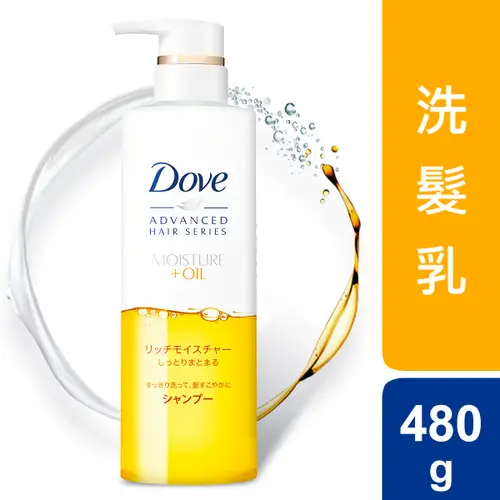 Dove
ADVANCED
HAIR SERIES
MOISTURE
+OIL
リッチモイスチャー
しっとりまとまる
すっきり洗って、髪すこやかに
シャンプー
洗髮乳
480
g